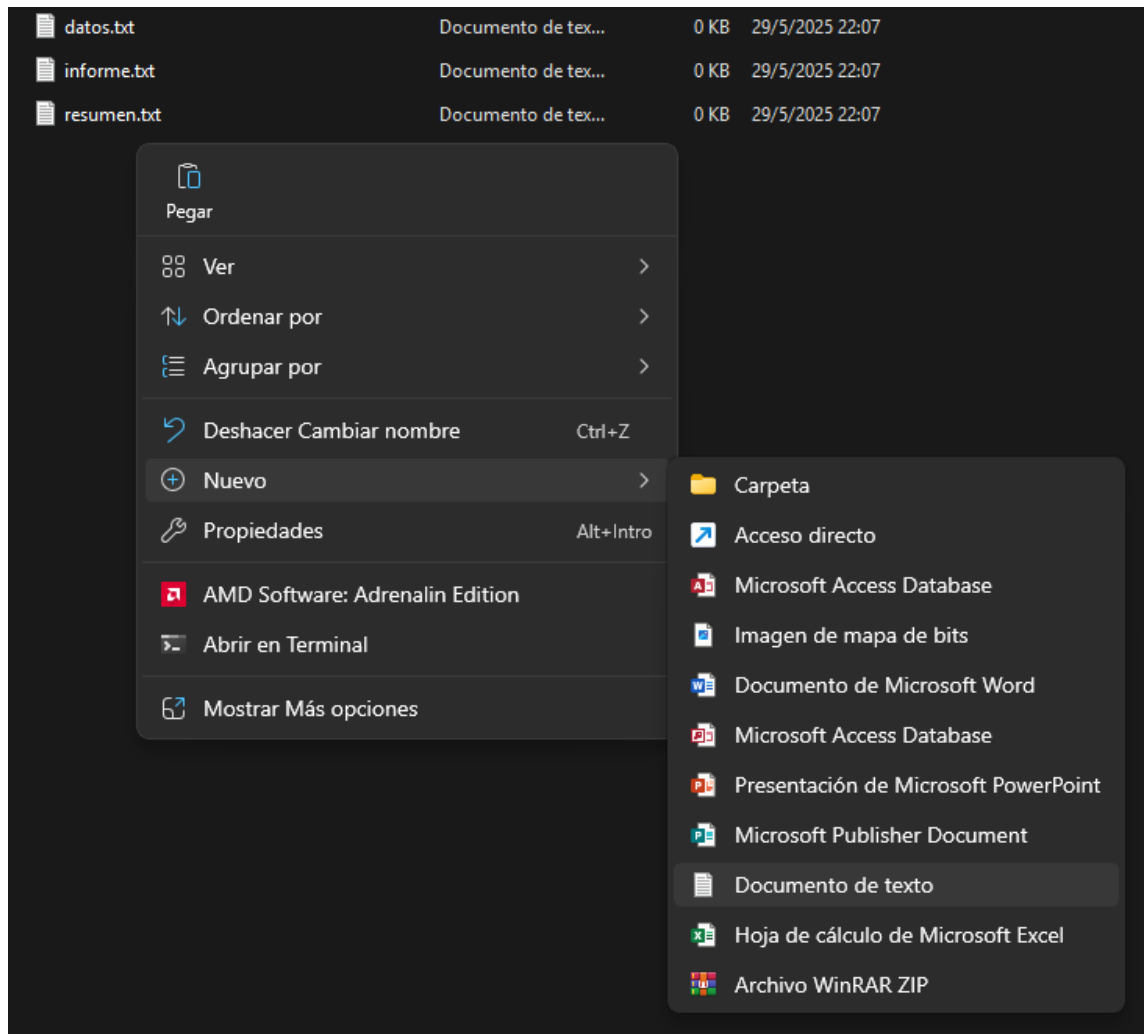 datos.txt Documento de tex... 0 KB 29/5/2025 22:07
informe.txt Documento de tex... 0 KB 29/5/2025 22:07
resumen.txt Documento de tex... 0 KB 29/5/2025 22:07
Pegar
Ver
Ordenar por
Agrupar por
Deshacer Cambiar nombre Ctrl+Z
Nuevo
Propiedades Alt+Intro
AMD Software: Adrenalin Edition
Abrir en Terminal
Mostrar Más opciones
Carpeta
Acceso directo
Microsoft Access Database
Imagen de mapa de bits
Documento de Microsoft Word
Microsoft Access Database
Presentación de Microsoft PowerPoint
Microsoft Publisher Document
Documento de texto
Hoja de cálculo de Microsoft Excel
Archivo WinRAR ZIP